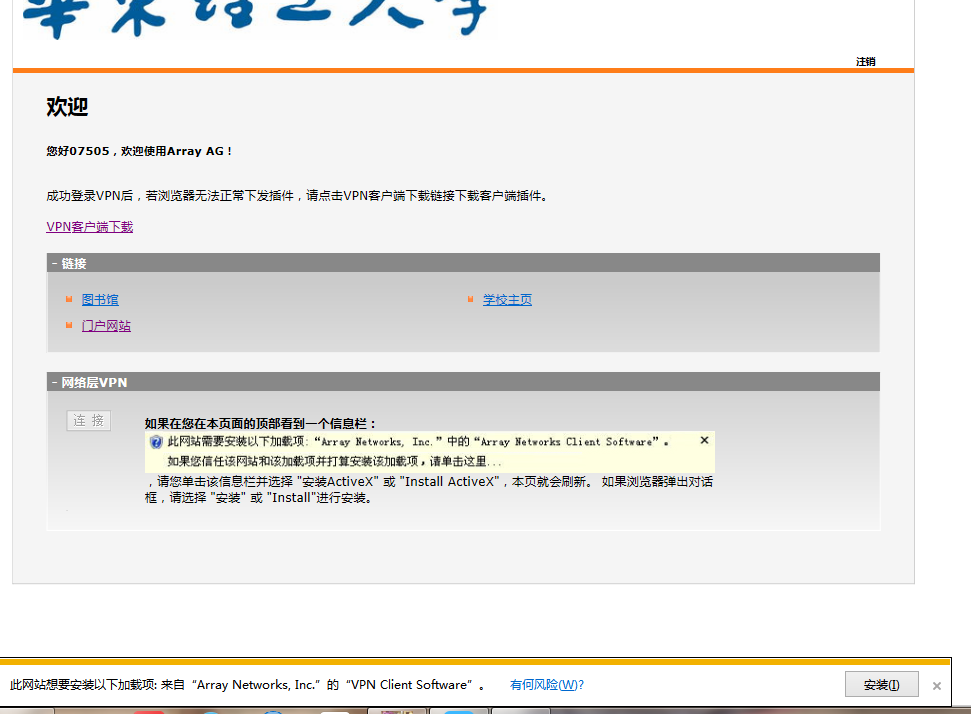 華東理工大学
注销
欢迎
您好07505，欢迎使用Array AG！
成功登录VPN后，若浏览器无法正常下发插件，请点击VPN客户端下载链接下载客户端插件。
VPN客户端下载
- 链接
图书馆
学校主页
门户网站
- 网络层VPN
连 接
如果在您在本页面的顶部看到一个信息栏：
此网站需要安装以下加载项:“Array Networks, Inc.”中的“Array Networks Client Software”。
如果您信任该网站和该加载项并打算安装该加载项，请单击这里...
，请您单击该信息栏并选择 "安装ActiveX" 或 "Install ActiveX"，本页就会刷新。 如果浏览器弹出对话
框，请选择 "安装" 或 "Install"进行安装。
此网站想要安装以下加载项: 来自“Array Networks, Inc.”的“VPN Client Software”。
有何风险(W)?
安装(I)